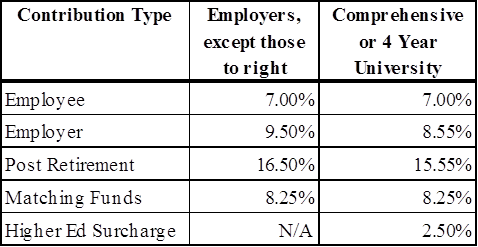 Contribution Type Employers, except those to right Comprehensive or 4 Year University
Employee 7.00% 7.00%
Employer 9.50% 8.55%
Post Retirement 16.50% 15.55%
Matching Funds 8.25% 8.25%
Higher Ed Surcharge N/A 2.50%